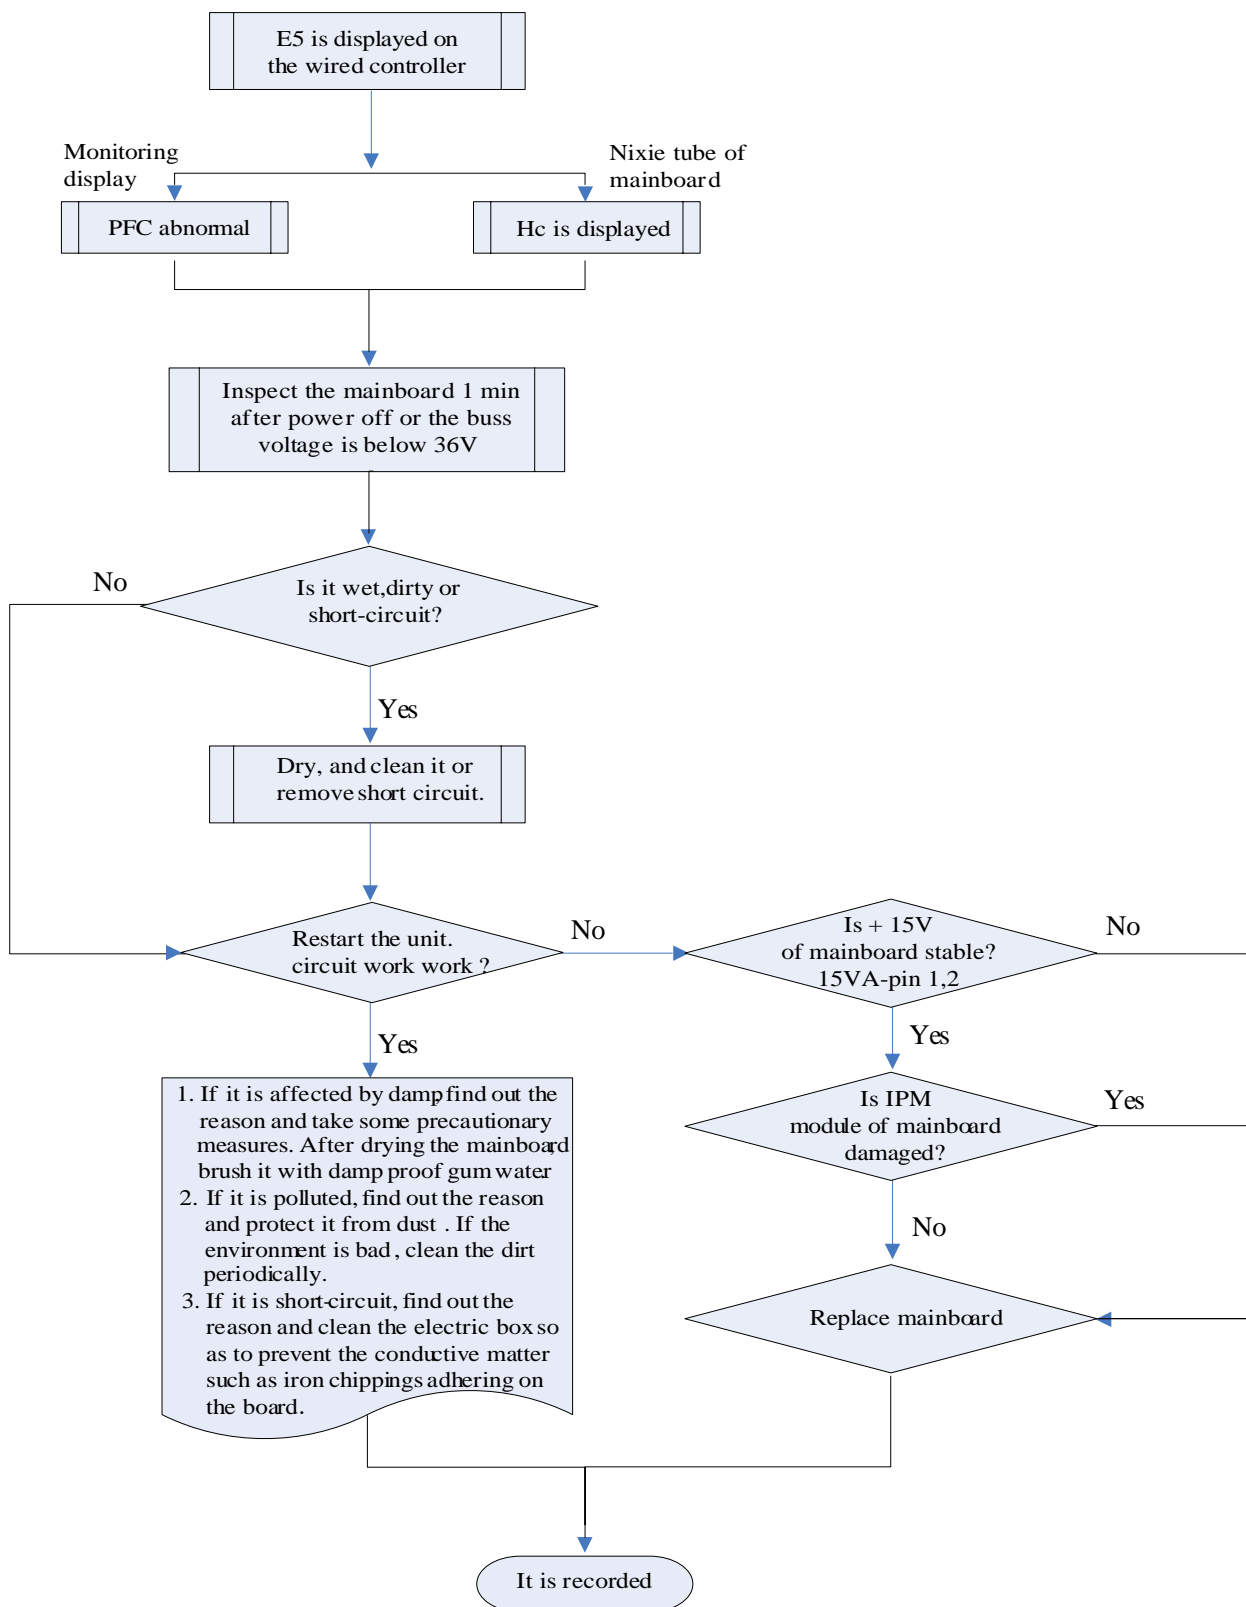 E5 is displayed on
the wired controller
Monitoring
display
Nixie tube of
mainboard
PFC abnormal
Hc is displayed
Inspect the mainboard 1 min
after power off or the buss
voltage is below 36V
No
Is it wet,dirty or
short-circuit?
Yes
Dry, and clean it or
remove short circuit.
Restart the unit.
circuit work work ?
No
Is + 15V
of mainboard stable?
15VA-pin 1,2
No
Yes
Yes
1. If it is affected by damp, find out the
reason and take some precautionary
measures. After drying the mainboard,
brush it with damp proof gum water.
2. If it is polluted, find out the reason
and protect it from dust . If the
environment is bad , clean the dirt
periodically.
3. If it is short-circuit, find out the
reason and clean the electric box so
as to prevent the conductive matter
such as iron chippings adhering on
the board.
Is IPM
module of mainboard
damaged?
Yes
No
Replace mainboard
It is recorded